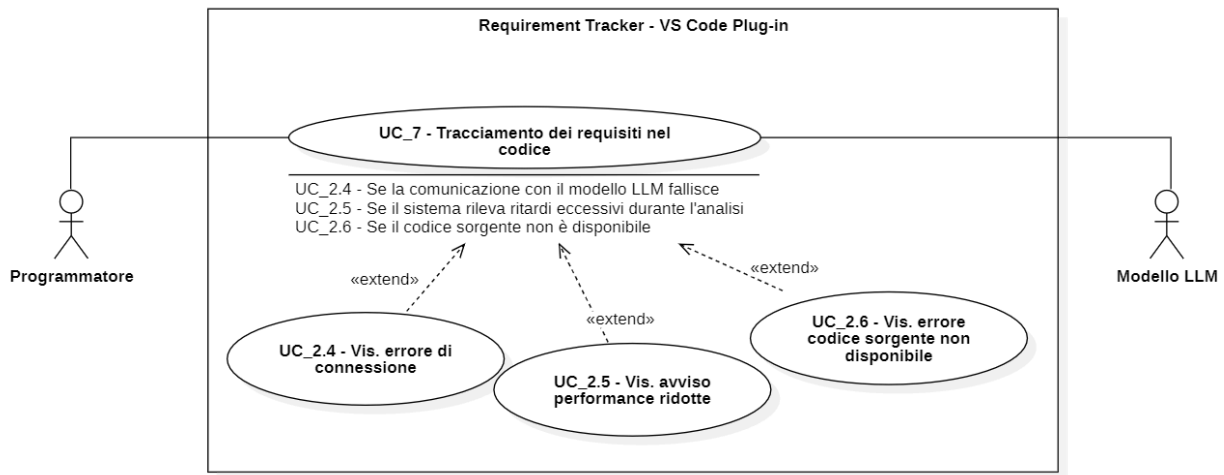 Requirement Tracker - VS Code Plug-in
UC_7 - Tracciamento dei requisiti nel
codice
UC_2.4 - Se la comunicazione con il modello LLM fallisce
UC_2.5 - Se il sistema rileva ritardi eccessivi durante l'analisi
UC_2.6 - Se il codice sorgente non è disponibile
Programmatore
Modello LLM
«extend»
«extend»
«extend»
UC_2.4 - Vis. errore di
connessione
UC_2.5 - Vis. avviso
performance ridotte
UC_2.6 - Vis. errore
codice sorgente non
disponibile